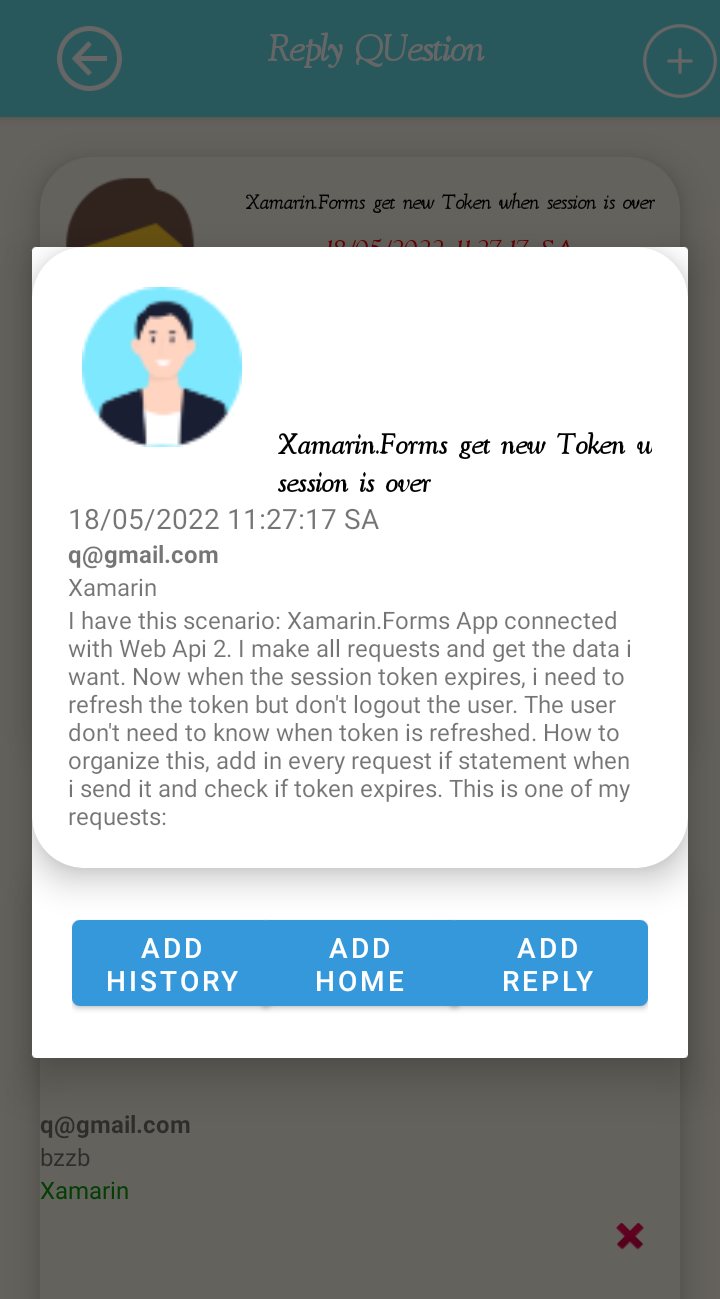 Reply QUestion
Xamarin.Forms get new Token when session is over
18/05/2022 11:27:17 SA
Xamarin.Forms get new Token w
session is over
18/05/2022 11:27:17 SA
q@gmail.com
Xamarin
I have this scenario: Xamarin.Forms App connected
with Web Api 2. I make all requests and get the data i
want. Now when the session token expires, i need to
refresh the token but don't logout the user. The user
don't need to know when token is refreshed. How to
organize this, add in every request if statement when
i send it and check if token expires. This is one of my
requests:
ADD HISTORY
ADD HOME
ADD REPLY
q@gmail.com
bzzb
Xamarin